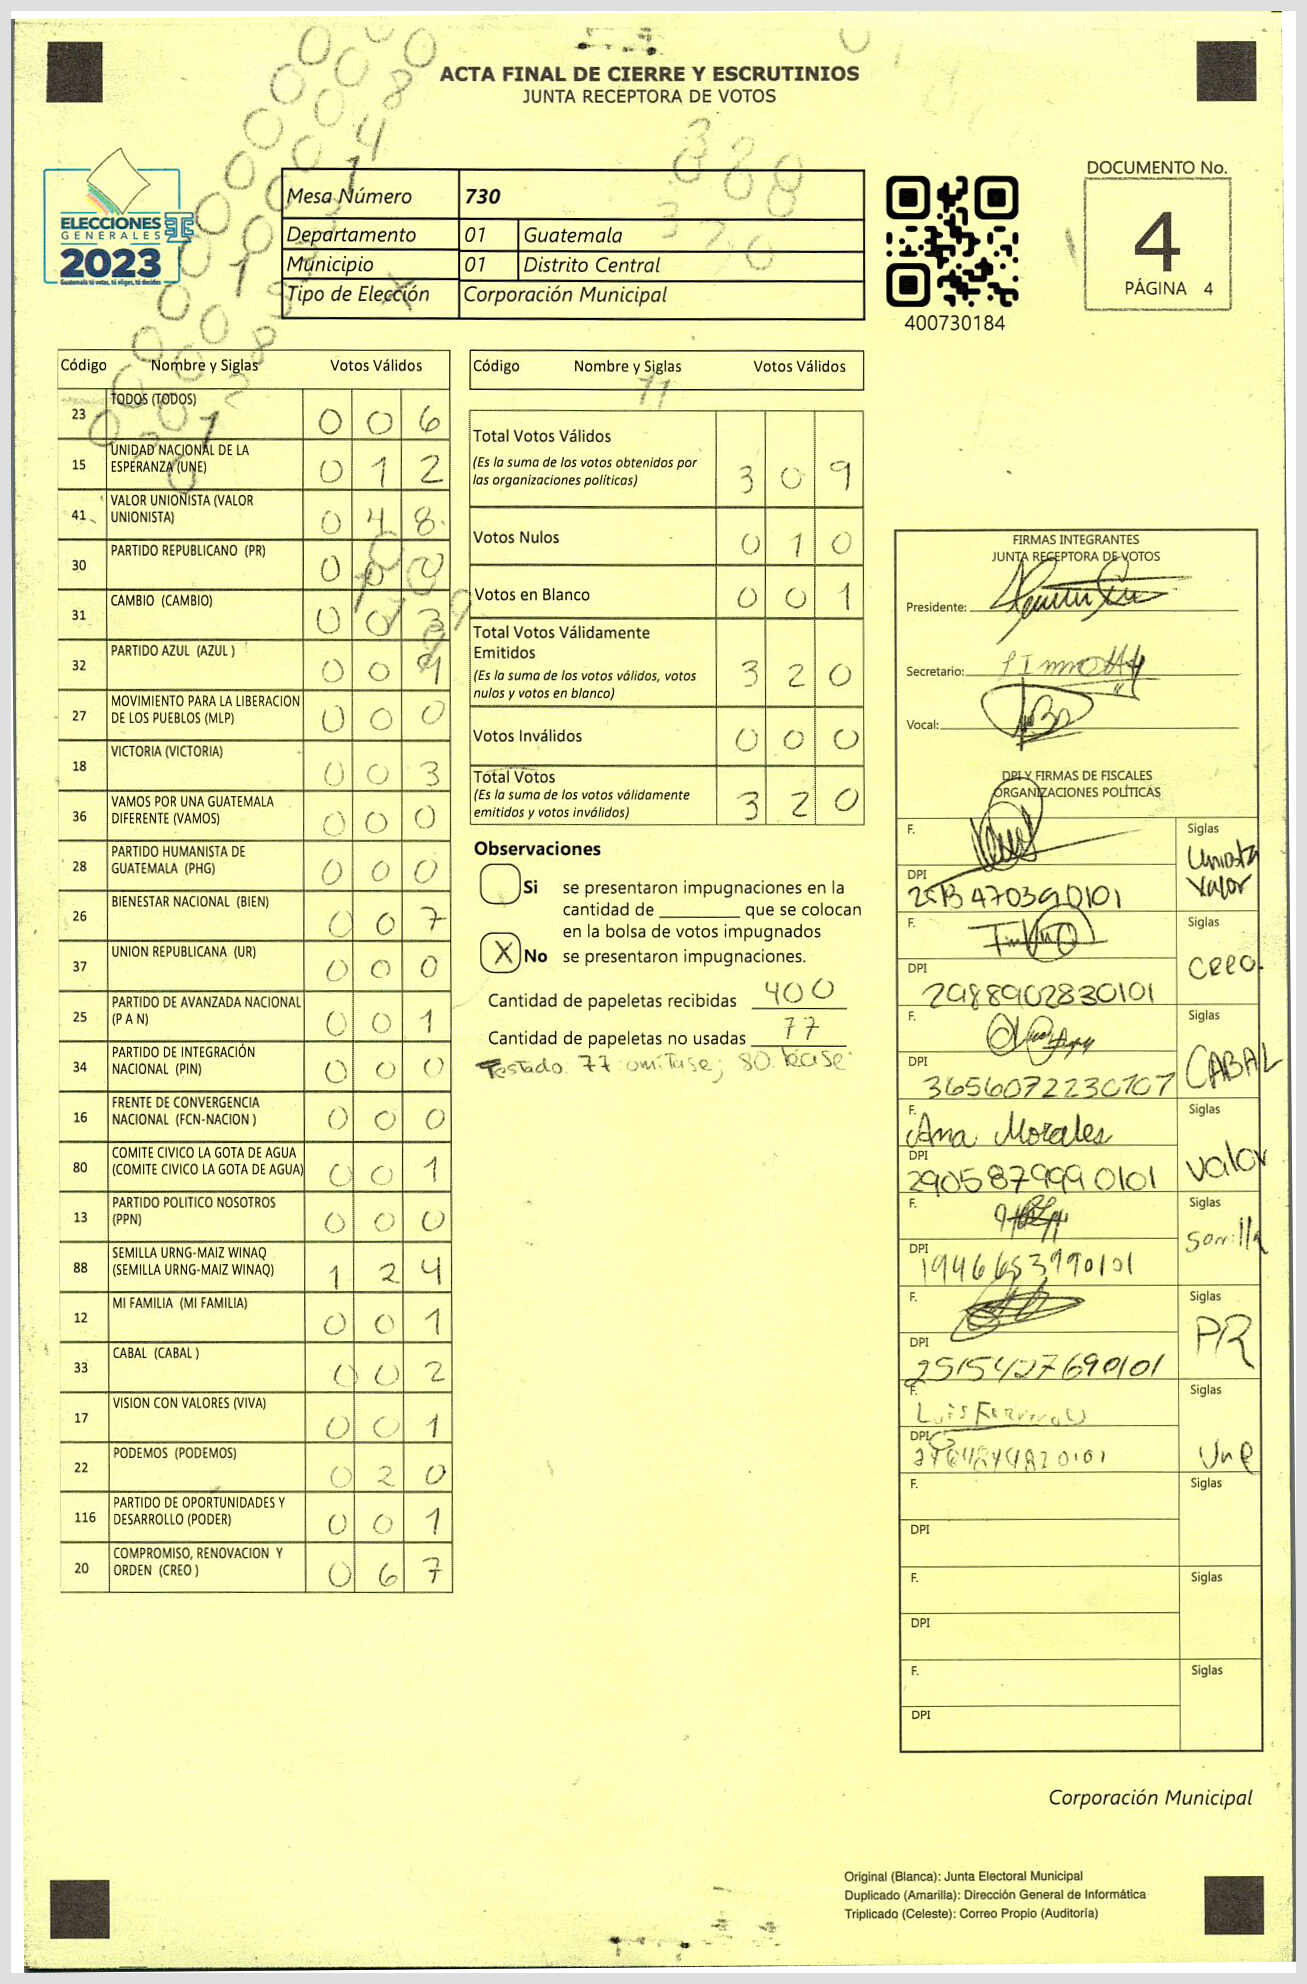 ACTA FINAL DE CIERRE Y ESCRUTINIOS
JUNTA RECEPTORA DE VOTOS
ELECCIONES
GENERALES
2023
Guatemala: tú votas, tú eliges, tú decides
Mesa Número 730
Departamento 01 Guatemala
Municipio 01 Distrito Central
Tipo de Elección Corporación Municipal
400730184
DOCUMENTO No.
4
PÁGINA 4
Código Nombre y Siglas Votos Válidos
23 TODOS (TODOS) 0 0 6
15 UNIDAD NACIONAL DE LA ESPERANZA (UNE) 0 1 2
41 VALOR UNIONISTA (VALOR UNIONISTA) 0 4 8
30 PARTIDO REPUBLICANO (PR) 0 0 0
31 CAMBIO (CAMBIO) 0 0 3
32 PARTIDO AZUL (AZUL ) 0 0 9
27 MOVIMIENTO PARA LA LIBERACION DE LOS PUEBLOS (MLP) 0 0 0
18 VICTORIA (VICTORIA) 0 0 3
36 VAMOS POR UNA GUATEMALA DIFERENTE (VAMOS) 0 0 0
28 PARTIDO HUMANISTA DE GUATEMALA (PHG) 0 0 0
26 BIENESTAR NACIONAL (BIEN) 0 0 7
37 UNION REPUBLICANA (UR) 0 0 0
25 PARTIDO DE AVANZADA NACIONAL (P A N) 0 0 1
34 PARTIDO DE INTEGRACIÓN NACIONAL (PIN) 0 0 0
16 FRENTE DE CONVERGENCIA NACIONAL (FCN-NACION ) 0 0 0
80 COMITE CIVICO LA GOTA DE AGUA (COMITE CIVICO LA GOTA DE AGUA) 0 0 1
13 PARTIDO POLITICO NOSOTROS (PPN) 0 0 0
88 SEMILLA URNG-MAIZ WINAQ (SEMILLA URNG-MAIZ WINAQ) 1 2 4
12 MI FAMILIA (MI FAMILIA) 0 0 1
33 CABAL (CABAL ) 0 0 2
17 VISION CON VALORES (VIVA) 0 0 1
22 PODEMOS (PODEMOS) 0 2 0
116 PARTIDO DE OPORTUNIDADES Y DESARROLLO (PODER) 0 0 1
20 COMPROMISO, RENOVACION Y ORDEN (CREO ) 0 6 7
Código Nombre y Siglas Votos Válidos
11
Total Votos Válidos
(Es la suma de los votos obtenidos por
las organizaciones políticas) 3 0 9
Votos Nulos 0 1 0
Votos en Blanco 0 0 1
Total Votos Válidamente
Emitidos
(Es la suma de los votos válidos, votos
nulos y votos en blanco) 3 2 0
Votos Inválidos 0 0 0
Total Votos
(Es la suma de los votos válidamente
emitidos y votos inválidos) 3 2 0
Observaciones
Si se presentaron impugnaciones en la
cantidad de ________ que se colocan
en la bolsa de votos impugnados
X No se presentaron impugnaciones.
Cantidad de papeletas recibidas 400
Cantidad de papeletas no usadas 77
Testado: 77 omitase; 80 lease
FIRMAS INTEGRANTES
JUNTA RECEPTORA DE VOTOS
Presidente:
Secretario:
Vocal:
DPI Y FIRMAS DE FISCALES
ORGANIZACIONES POLÍTICAS
F. Siglas
Unionista
Valor
DPI
F. Siglas
Creo.
DPI
2988902830101
F. Siglas
CABAL
DPI
3656072230707
F. Siglas
Ana Morales
valor
DPI
2905879990101
F. Siglas
DPI
1946653990101
F. Siglas
PR
DPI
2515427690101
F. Siglas
Luis
Une
DPI
F. Siglas
DPI
F. Siglas
DPI
F. Siglas
DPI
Corporación Municipal
Original (Blanca): Junta Electoral Municipal
Duplicado (Amarilla): Dirección General de Informática
Triplicado (Celeste): Correo Propio (Auditoría)